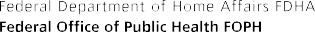 Federal Department of Home Affairs FDHA
Federal Office of Public Health FOPH